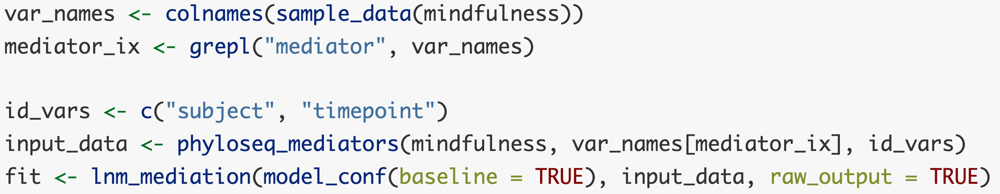 var_names <- colnames(sample_data(mindfulness))
mediator_ix <- grepl("mediator", var_names)
id_vars <- c("subject", "timepoint")
input_data <- phyloseq_mediators(mindfulness, var_names[mediator_ix], id_vars)
fit <- lnm_mediation(model_conf(baseline = TRUE), input_data, raw_output = TRUE)